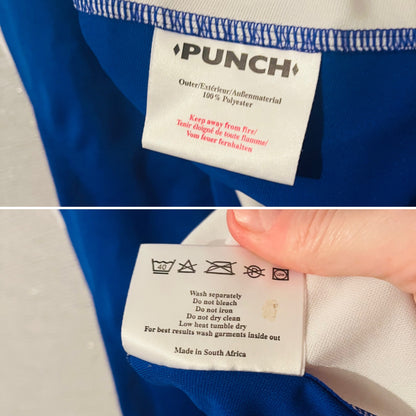 PUNCH
Outer/Extérieur/Außenmaterial
100% Polyester
Keep away from fire/
Tenir éloigné de toute flamme/
Vom feuer fernhalten
40
Wash separately
Do not bleach
Do not iron
Do not dry clean
Low heat tumble dry
For best results wash garments inside out
Made in South Africa